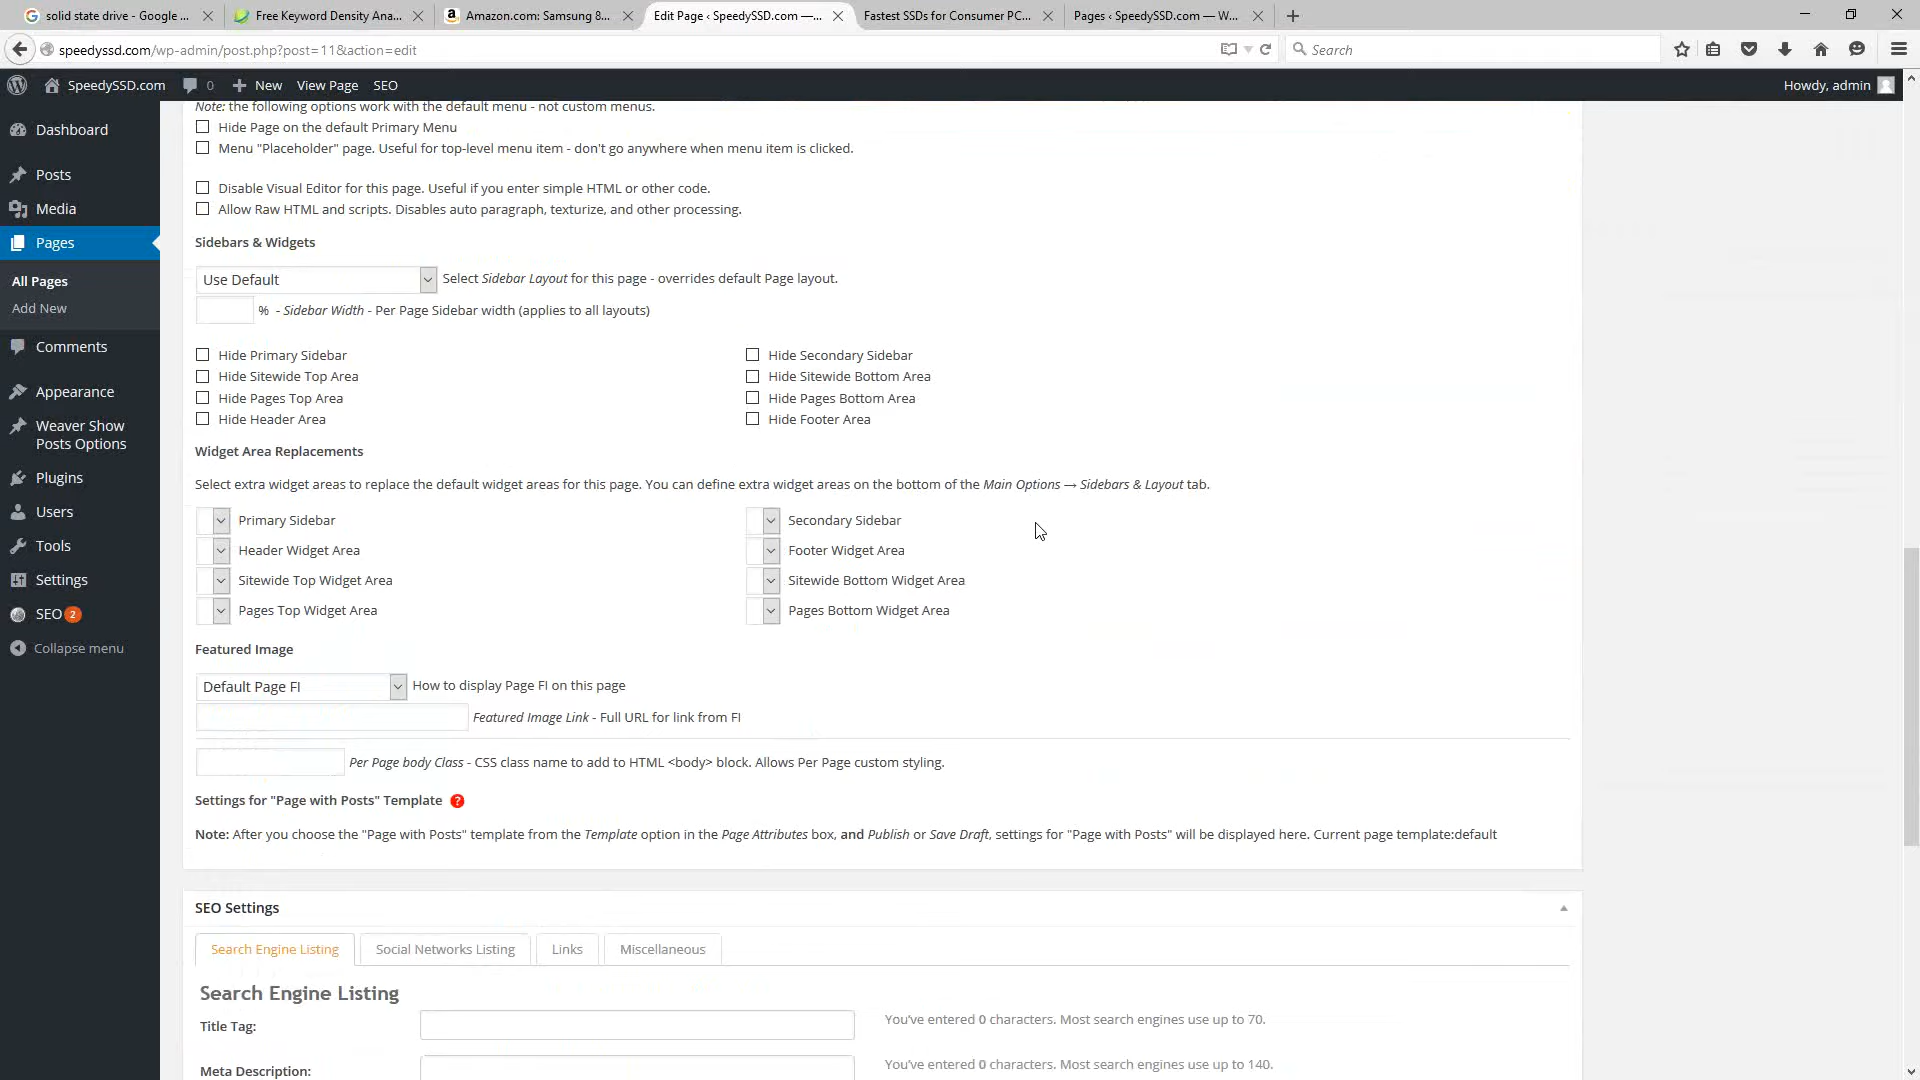 solid state drive - Google ...
Free Keyword Density Ana...
Amazon.com: Samsung 8...
Edit Page ‹ SpeedySSD.com —...
Fastest SSDs for Consumer PC...
Pages ‹ SpeedySSD.com — W...
speedyssd.com/wp-admin/post.php?post=11&action=edit
Search
SpeedySSD.com
0
New
View Page
SEO
Howdy, admin
Dashboard
Posts
Media
Pages
All Pages
Add New
Comments
Appearance
Weaver Show
Posts Options
Plugins
Users
Tools
Settings
SEO 2
Collapse menu
Note: the following options work with the default menu - not custom menus.
Hide Page on the default Primary Menu
Menu "Placeholder" page. Useful for top-level menu item - don't go anywhere when menu item is clicked.
Disable Visual Editor for this page. Useful if you enter simple HTML or other code.
Allow Raw HTML and scripts. Disables auto paragraph, texturize, and other processing.
Sidebars & Widgets
Use Default Select Sidebar Layout for this page - overrides default Page layout.
% - Sidebar Width - Per Page Sidebar width (applies to all layouts)
Hide Primary Sidebar Hide Secondary Sidebar
Hide Sitewide Top Area Hide Sitewide Bottom Area
Hide Pages Top Area Hide Pages Bottom Area
Hide Header Area Hide Footer Area
Widget Area Replacements
Select extra widget areas to replace the default widget areas for this page. You can define extra widget areas on the bottom of the Main Options → Sidebars & Layout tab.
Primary Sidebar Secondary Sidebar
Header Widget Area Footer Widget Area
Sitewide Top Widget Area Sitewide Bottom Widget Area
Pages Top Widget Area Pages Bottom Widget Area
Featured Image
Default Page FI How to display Page FI on this page
Featured Image Link - Full URL for link from FI
Per Page body Class - CSS class name to add to HTML <body> block. Allows Per Page custom styling.
Settings for "Page with Posts" Template ?
Note: After you choose the "Page with Posts" template from the Template option in the Page Attributes box, and Publish or Save Draft, settings for "Page with Posts" will be displayed here. Current page template:default
SEO Settings
Search Engine Listing Social Networks Listing Links Miscellaneous
Search Engine Listing
Title Tag: You've entered 0 characters. Most search engines use up to 70.
Meta Description: You've entered 0 characters. Most search engines use up to 140.